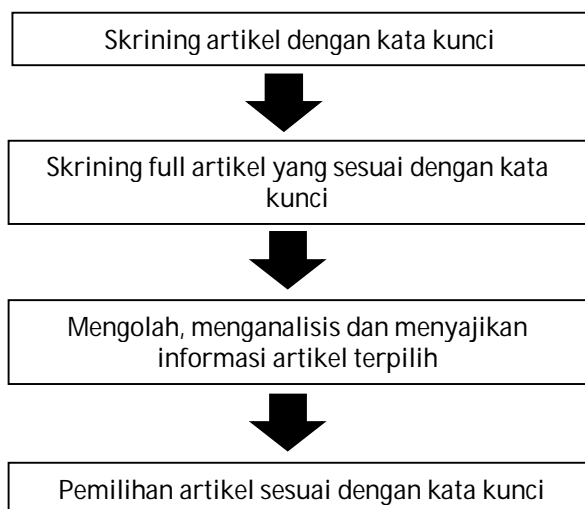 Skrining artikel dengan kata kunci
Skrining full artikel yang sesuai dengan kata
kunci
Mengolah, menganalisis dan menyajikan
informasi artikel terpilih
Pemilihan artikel sesuai dengan kata kunci